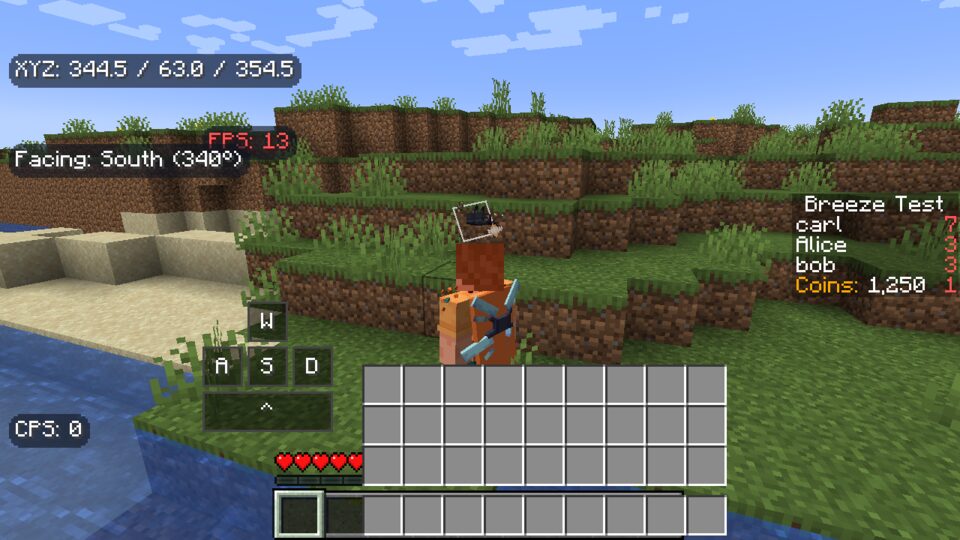 XYZ: 344.5 / 63.0 / 354.5
FPS: 13
Facing: South (340º)
Breeze Test
carl 7
Alice 3
bob 3
Coins: 1,250 1
W
A S D
^
CPS: 0